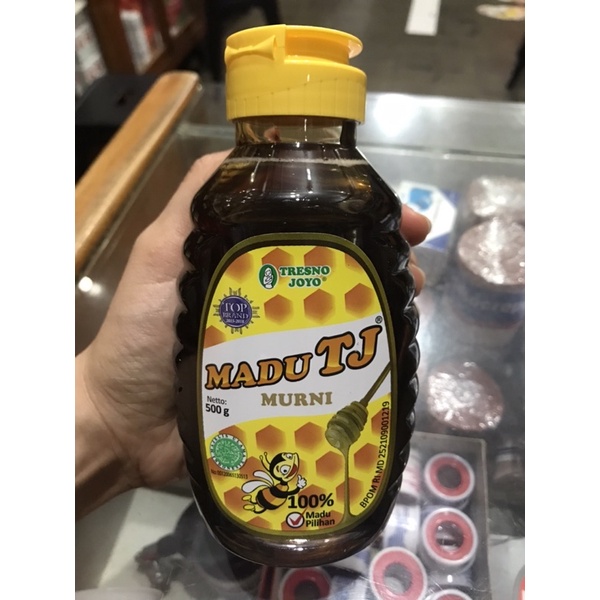 TRESNO
JOYO®
TOP
BRAND
MADU TJ®
MURNI
Netto:
500 g
100%
Madu
Pilihan
BPOM RI MD 252109001219